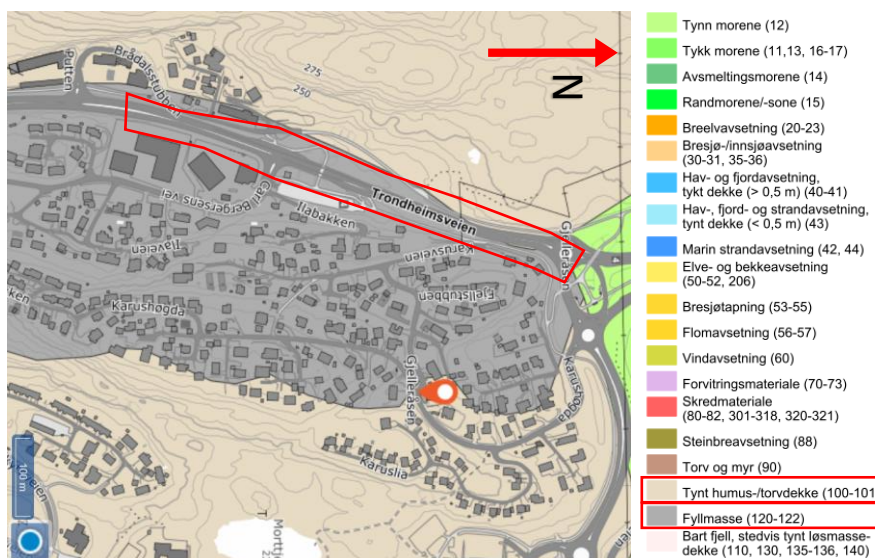 Putten
Brådalsstubben
275
250
N
Carl Bergersens vei
Trondheimsveien
Ilabakken
Gjelleråsen
Ilaveien
Karusveien
Fjellstubben
ken
Karushøgda
Gjelleråsen
Karushøgda
Karuslia
100 m
eien
T
Morttj
Tynn morene (12)
Tykk morene (11,13, 16-17)
Avsmeltingsmorene (14)
Randmorene/-sone (15)
Breelvavsetning (20-23)
Bresjø-/innsjøavsetning
(30-31, 35-36)
Hav- og fjordavsetning,
tykt dekke (> 0,5 m) (40-41)
Hav-, fjord- og strandavsetning,
tynt dekke (< 0,5 m) (43)
Marin strandavsetning (42, 44)
Elve- og bekkeavsetning
(50-52, 206)
Bresjøtapning (53-55)
Flomavsetning (56-57)
Vindavsetning (60)
Forvitringsmateriale (70-73)
Skredmateriale
(80-82, 301-318, 320-321)
Steinbreavsetning (88)
Torv og myr (90)
Tynt humus-/torvdekke (100-101
Fyllmasse (120-122)
Bart fjell, stedvis tynt løsmasse-
dekke (110, 130, 135-136, 140)